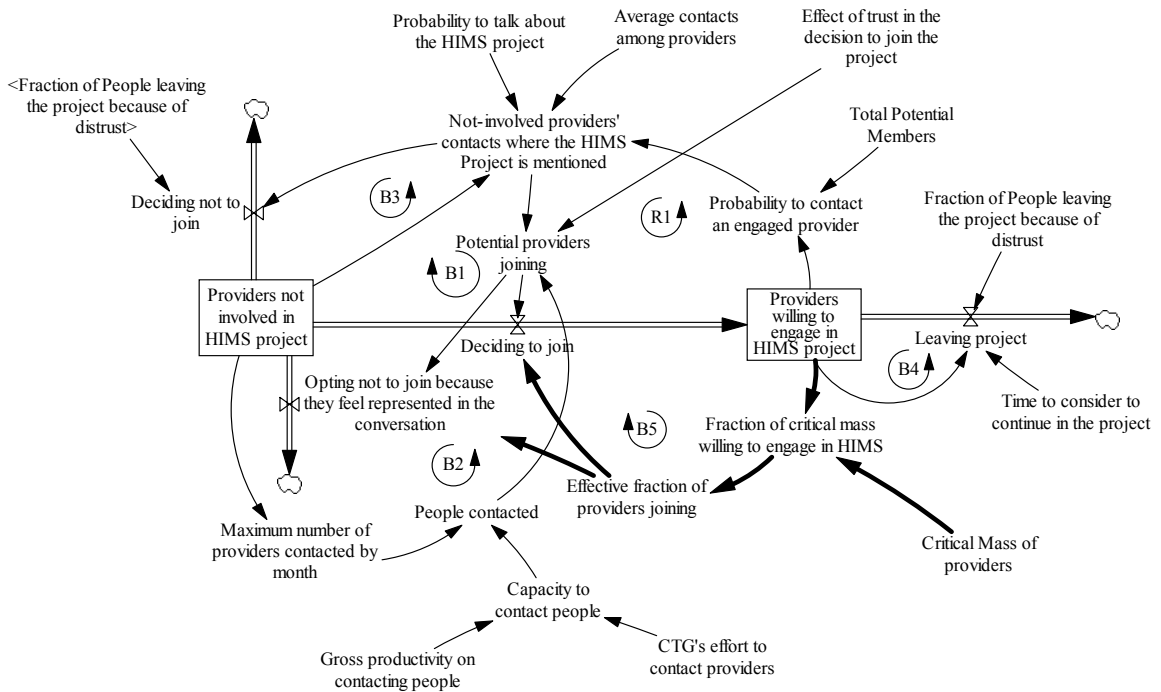 Probability to talk about
the HIMS project
Average contacts
among providers
Effect of trust in the
decision to join the
project
<Fraction of People leaving
the project because of
distrust>
Not-involved providers'
contacts where the HIMS
Project is mentioned
Total Potential
Members
Deciding not to
join
B3
R1
Probability to contact
an engaged provider
Fraction of People leaving
the project because of
distrust
Potential providers
joining
B1
Providers not
involved in
HIMS project
Providers
willing to
engage in
HIMS project
Deciding to join
Leaving project
B4
Opting not to join because
they feel represented in the
conversation
Time to consider to
continue in the project
B5
Fraction of critical mass
willing to engage in HIMS
B2
Effective fraction of
providers joining
People contacted
Maximum number of
providers contacted by
month
Critical Mass of
providers
Capacity to
contact people
Gross productivity on
contacting people
CTG's effort to
contact providers